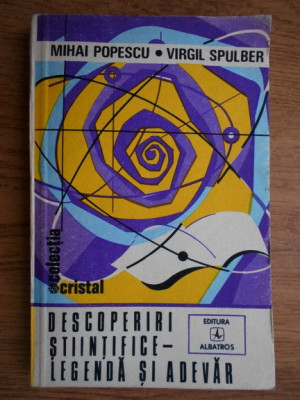 MIHAI POPESCU • VIRGIL SPULBER
colecția
cristal
DESCOPERIRI
ȘTIINȚIFICE –
LEGENDĂ ȘI ADEVĂR
EDITURA
ALBATROS